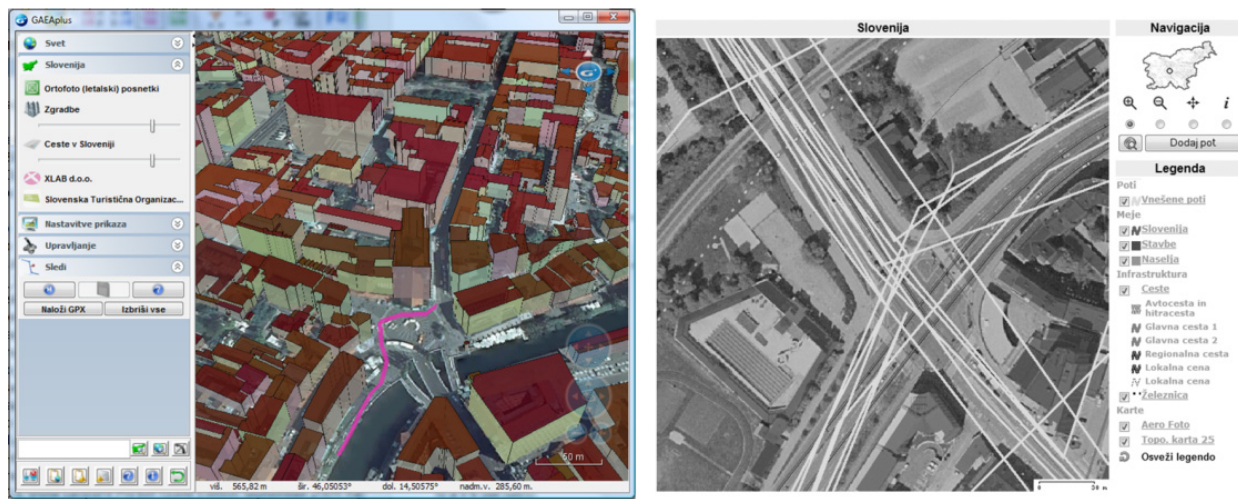 GAEAplus
Svet
Slovenija
Ortofoto (letalski) posnetki
Zgradbe
Ceste v Sloveniji
XLAB d.o.o.
Slovenska Turistična Organizac...
Nastavitve prikaza
Upravljanje
Sledi
Naloži GPX
Izbriši vse
50 m
viš. 565,82 m šir. 46,05053° dol. 14,50575° nadm.v. 285,60 m.
Slovenija
Navigacija
i
Dodaj pot
Legenda
Poti
Vnešene poti
Meje
Slovenija
Stavbe
Naselja
Infrastruktura
Ceste
Avtocesta in
hitracesta
Glavna cesta 1
Glavna cesta 2
Regionalna cesta
Lokalna cesta
Lokalna cena
Železnica
Karte
Aero Foto
Topo. karta 25
Osveži legendo
0 30 m